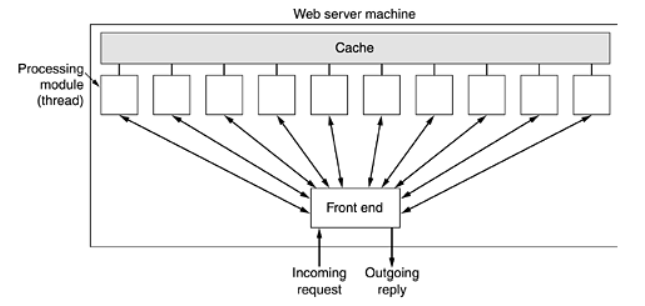 Web server machine
Cache
Processing
module
(thread)
Front end
Incoming
request
Outgoing
reply